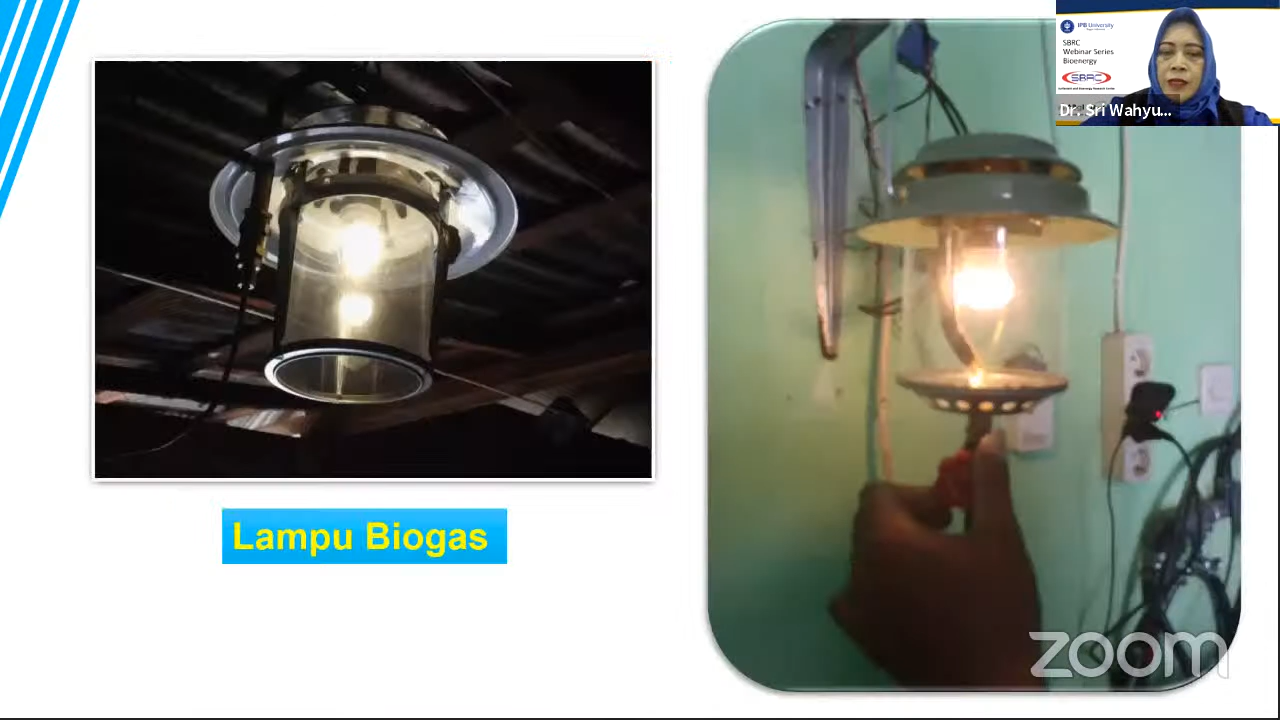 IPB University
SBRC
Webinar Series
Bioenergy
SBRC
Dr. Sri Wahyu...
Lampu Biogas
zoom